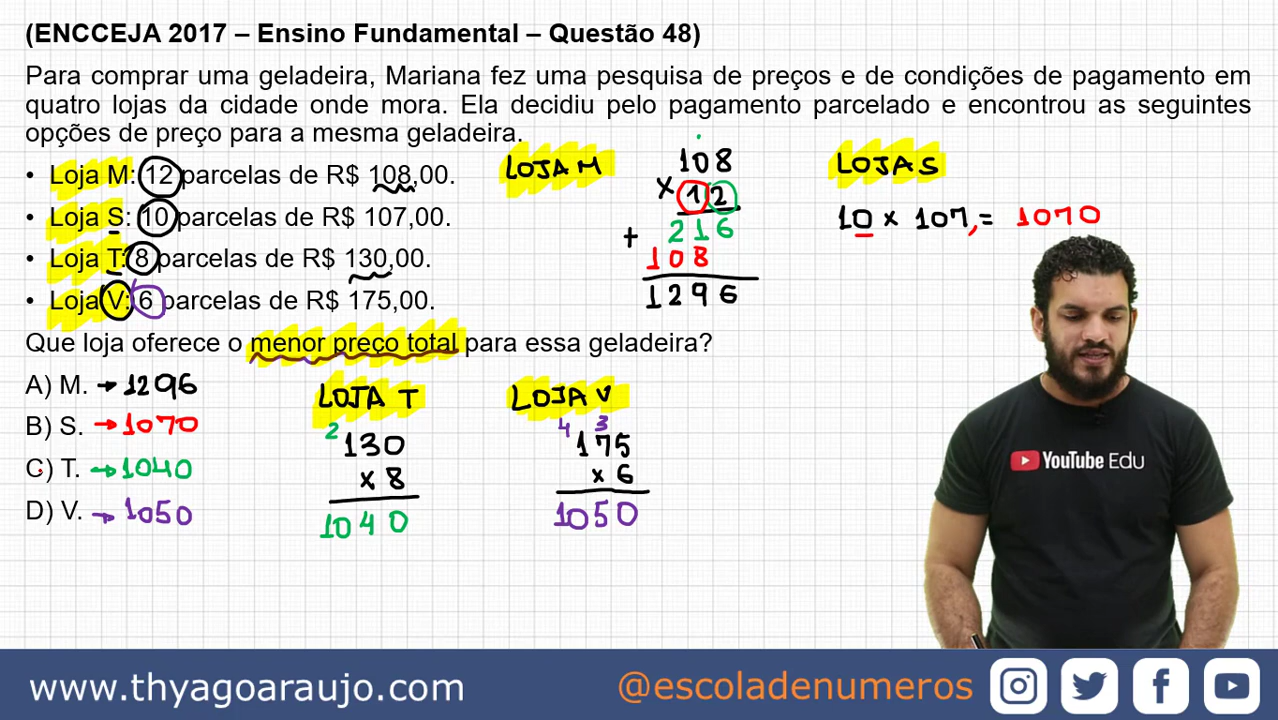 (ENCCEJA 2017 – Ensino Fundamental – Questão 48)
Para comprar uma geladeira, Mariana fez uma pesquisa de preços e de condições de pagamento em
quatro lojas da cidade onde mora. Ela decidiu pelo pagamento parcelado e encontrou as seguintes
opções de preço para a mesma geladeira.
• Loja M: 12 parcelas de R$ 108,00.
• Loja S: 10 parcelas de R$ 107,00.
• Loja T: 8 parcelas de R$ 130,00.
• Loja V: 6 parcelas de R$ 175,00.
Que loja oferece o menor preço total para essa geladeira?
A) M. → 1296
B) S. → 1070
C) T. → 1040
D) V. → 1050
LOJA M
108
x 12
216
+ 108
1296
LOJA S
10 x 107, = 1070
LOJA T
2
130
x 8
1040
LOJA V
4 3
175
x 6
1050
YouTube Edu
www.thyagoaraujo.com
@escoladenumeros